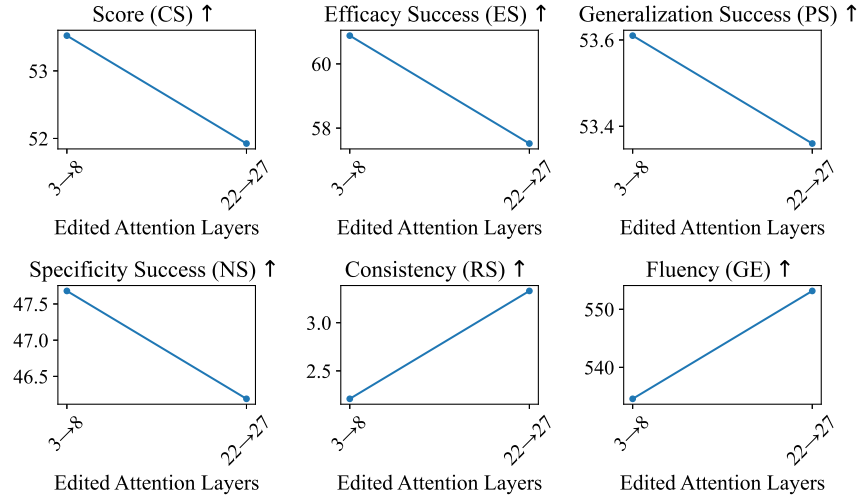 Score (CS) ↑
53
52
3→8
22→27
Edited Attention Layers
Efficacy Success (ES) ↑
60
58
3→8
22→27
Edited Attention Layers
Generalization Success (PS) ↑
53.6
53.4
3→8
22→27
Edited Attention Layers
Specificity Success (NS) ↑
47.5
47.0
46.5
3→8
22→27
Edited Attention Layers
Consistency (RS) ↑
3.0
2.5
3→8
22→27
Edited Attention Layers
Fluency (GE) ↑
550
540
3→8
22→27
Edited Attention Layers